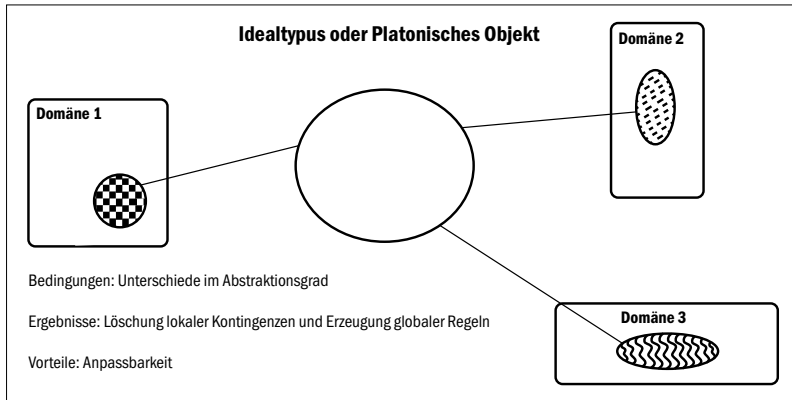 Idealtypus oder Platonisches Objekt
Domäne 2
Domäne 1
Bedingungen: Unterschiede im Abstraktionsgrad
Ergebnisse: Löschung lokaler Kontingenzen und Erzeugung globaler Regeln
Domäne 3
Vorteile: Anpassbarkeit